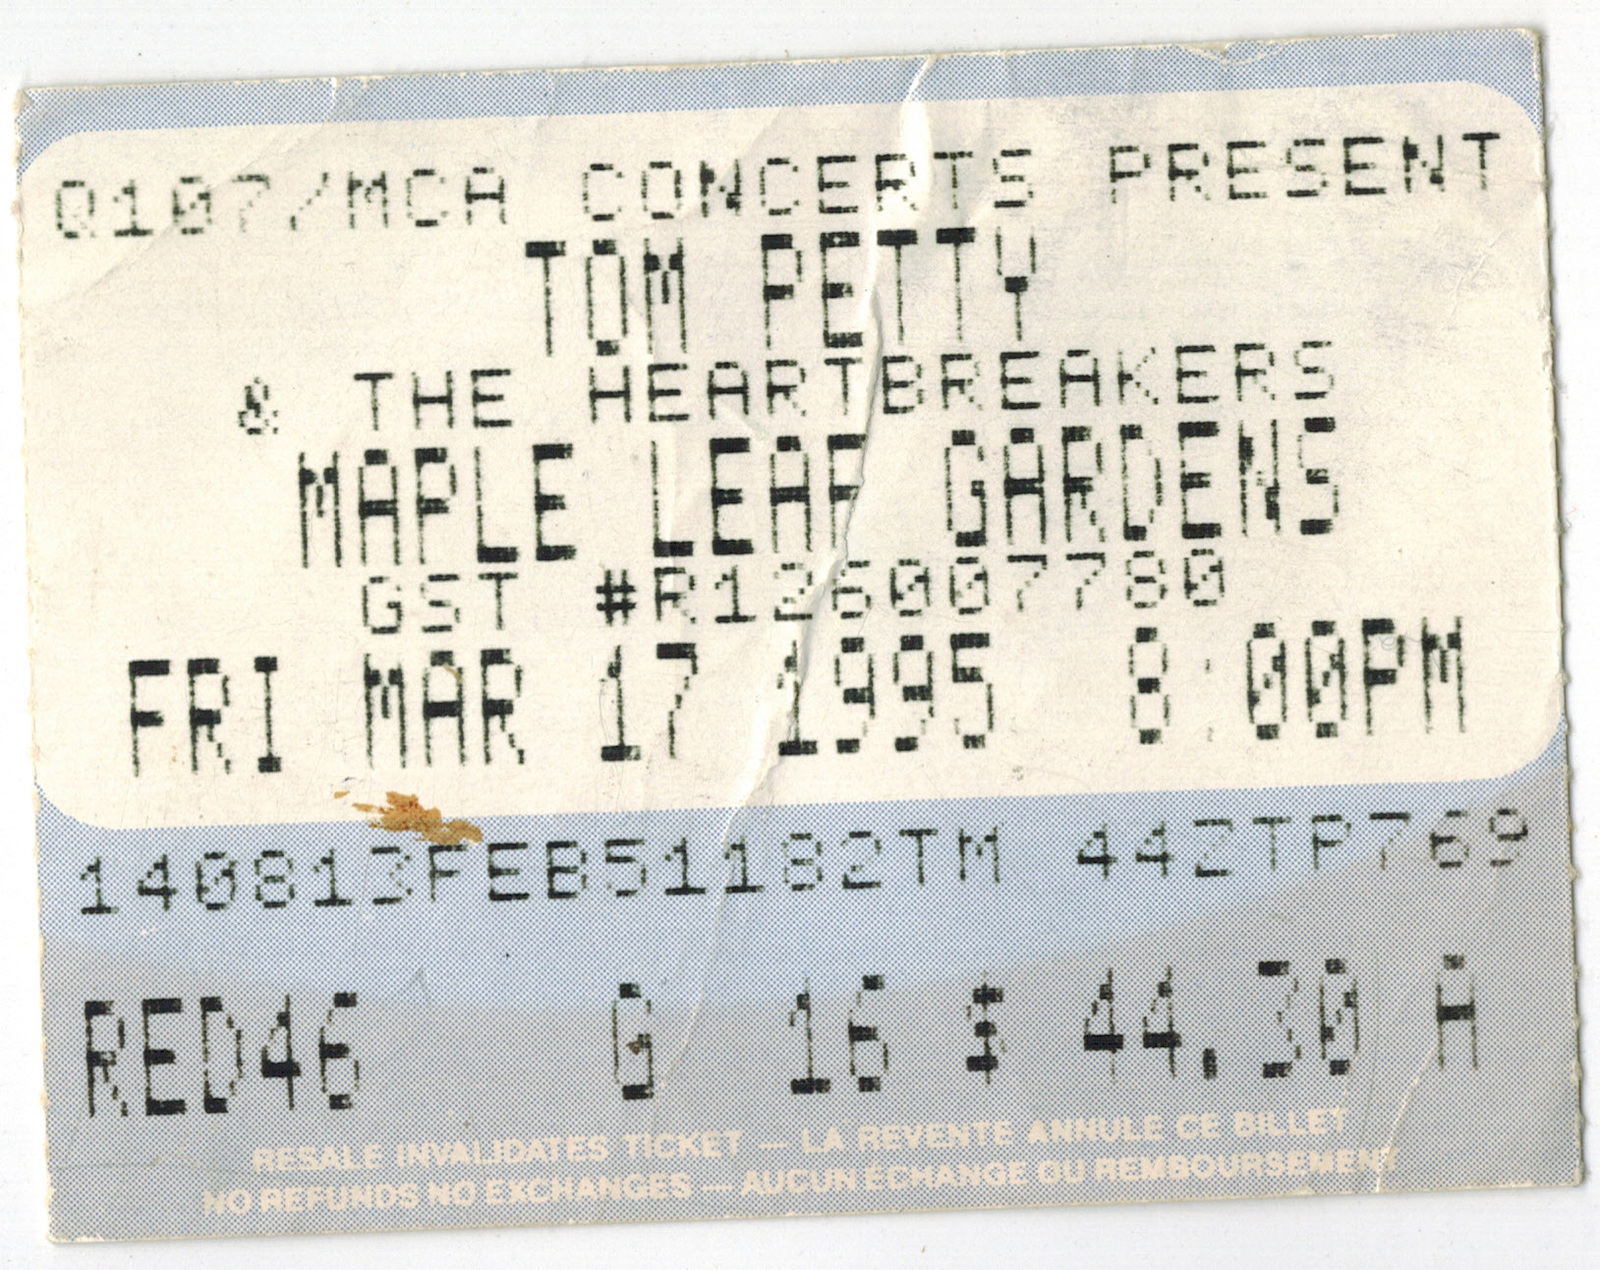 Q107/MCA CONCERTS PRESENT
TOM PETTY
& THE HEARTBREAKERS
MAPLE LEAF GARDENS
GST #R126007780
FRI MAR 17 1995 8:00PM
140813FEB51182TM 442TP769
RED46 G 16 $ 44.30 A
RESALE INVALIDATES TICKET — LA REVENTE ANNULE CE BILLET
NO REFUNDS NO EXCHANGES — AUCUN ÉCHANGE OU REMBOURSEMENT